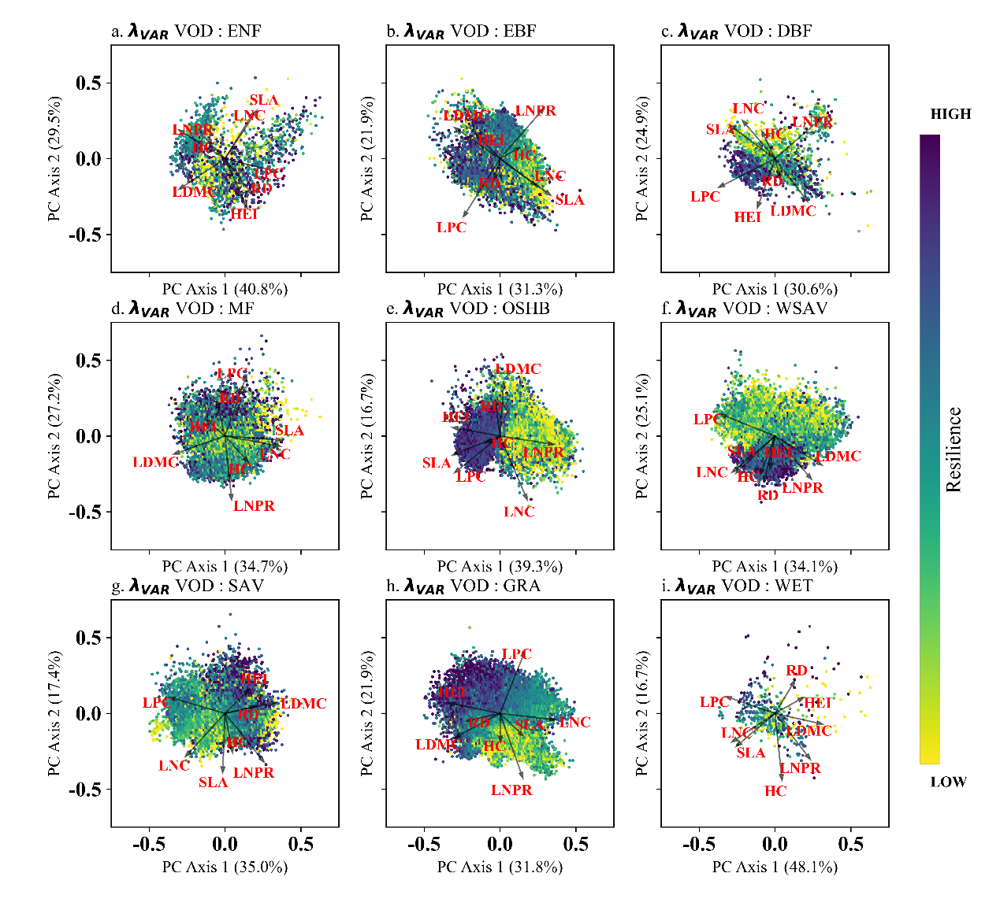 a. λVAR VOD : ENF
b. λVAR VOD : EBF
c. λVAR VOD : DBF
HIGH
0.5
0.0
-0.5
PC Axis 2 (29.5%)
SLA
LNC
LNPR
HC
LPC
LDMC
RD
HEI
PC Axis 1 (40.8%)
PC Axis 2 (21.9%)
LNPR
LDMC
HEI
HC
LNC
RD
SLA
LPC
PC Axis 1 (31.3%)
PC Axis 2 (24.9%)
LNC
LNPR
SLA
HC
RD
LPC
LDMC
HEI
PC Axis 1 (30.6%)
d. λVAR VOD : MF
e. λVAR VOD : OSHB
f. λVAR VOD : WSAV
0.5
0.0
-0.5
PC Axis 2 (27.2%)
LPC
RD
HEI
SLA
LNC
LDMC
HC
LNPR
PC Axis 1 (34.7%)
PC Axis 2 (16.7%)
LDMC
RD
HEI
HC
LNPR
SLA
LPC
LNC
PC Axis 1 (39.3%)
PC Axis 2 (25.1%)
LPC
SLA
HEI
LDMC
LNC
HC
LNPR
RD
PC Axis 1 (34.1%)
Resilience
g. λVAR VOD : SAV
h. λVAR VOD : GRA
i. λVAR VOD : WET
0.5
0.0
-0.5
PC Axis 2 (17.4%)
HEI
LPC
LDMC
RD
HC
LNC
LNPR
SLA
-0.5
0.0
0.5
PC Axis 1 (35.0%)
PC Axis 2 (21.9%)
LPC
HEI
RD
SLA
LNC
LDMC
HC
LNPR
-0.5
0.0
0.5
PC Axis 1 (31.8%)
PC Axis 2 (16.7%)
RD
LPC
HEI
LNC
LDMC
SLA
LNPR
HC
-0.5
0.0
0.5
PC Axis 1 (48.1%)
LOW